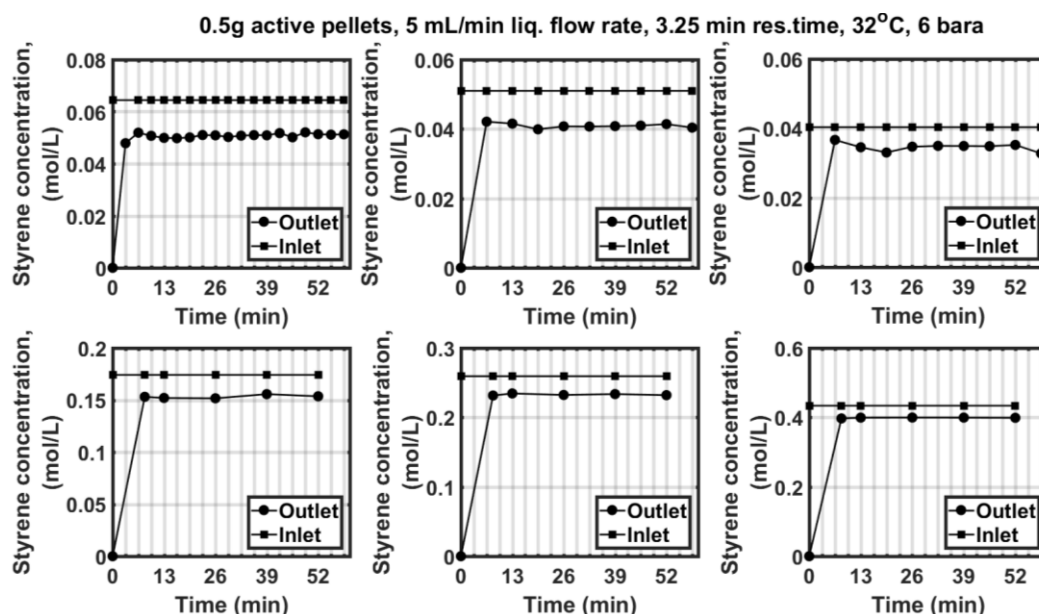 0.5g active pellets, 5 mL/min liq. flow rate, 3.25 min res.time, 32°C, 6 bara
Styrene concentration,
(mol/L)
0.08
0.06
0.04
0.02
0
0 13 26 39 52
Time (min)
Outlet
Inlet
Styrene concentration,
(mol/L)
0.06
0.04
0.02
0
0 13 26 39 52
Time (min)
Outlet
Inlet
Styrene concentration,
(mol/L)
0.06
0.04
0.02
0
0 13 26 39 52
Time (min)
Outlet
Inlet
Styrene concentration,
(mol/L)
0.2
0.15
0.1
0.05
0
0 13 26 39 52
Time (min)
Outlet
Inlet
Styrene concentration,
(mol/L)
0.3
0.2
0.1
0
0 13 26 39 52
Time (min)
Outlet
Inlet
Styrene concentration,
(mol/L)
0.6
0.4
0.2
0
0 13 26 39 52
Time (min)
Outlet
Inlet